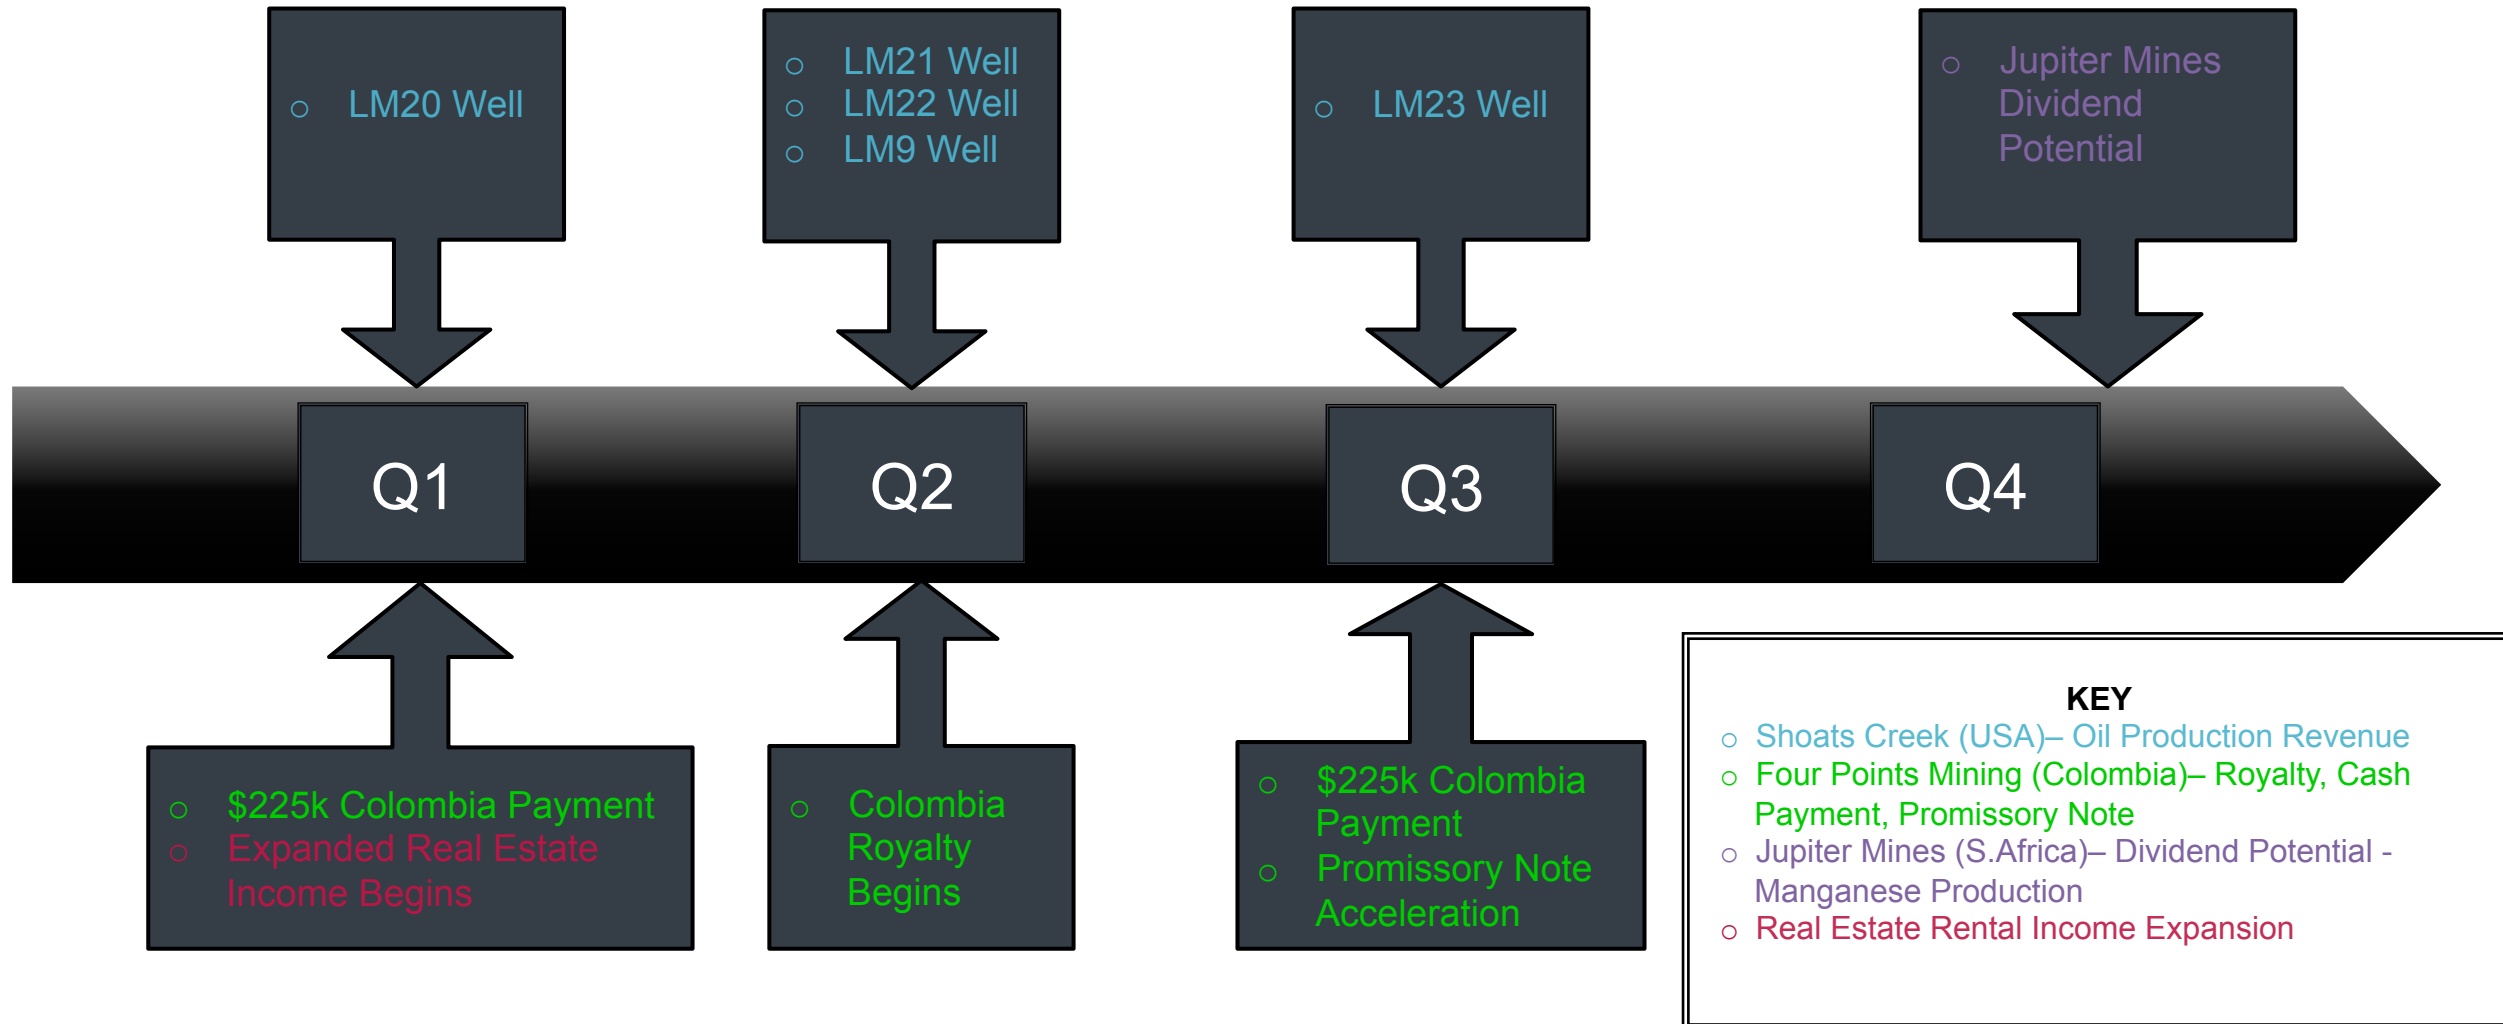 ○ LM20 Well
○ LM21 Well
○ LM22 Well
○ LM9 Well
○ LM23 Well
○ Jupiter Mines
Dividend
Potential
Q1
Q2
Q3
Q4
○ $225k Colombia Payment
○ Expanded Real Estate
Income Begins
○ Colombia
Royalty
Begins
○ $225k Colombia
Payment
○ Promissory Note
Acceleration
KEY
○ Shoats Creek (USA)– Oil Production Revenue
○ Four Points Mining (Colombia)– Royalty, Cash
Payment, Promissory Note
○ Jupiter Mines (S.Africa)– Dividend Potential -
Manganese Production
○ Real Estate Rental Income Expansion